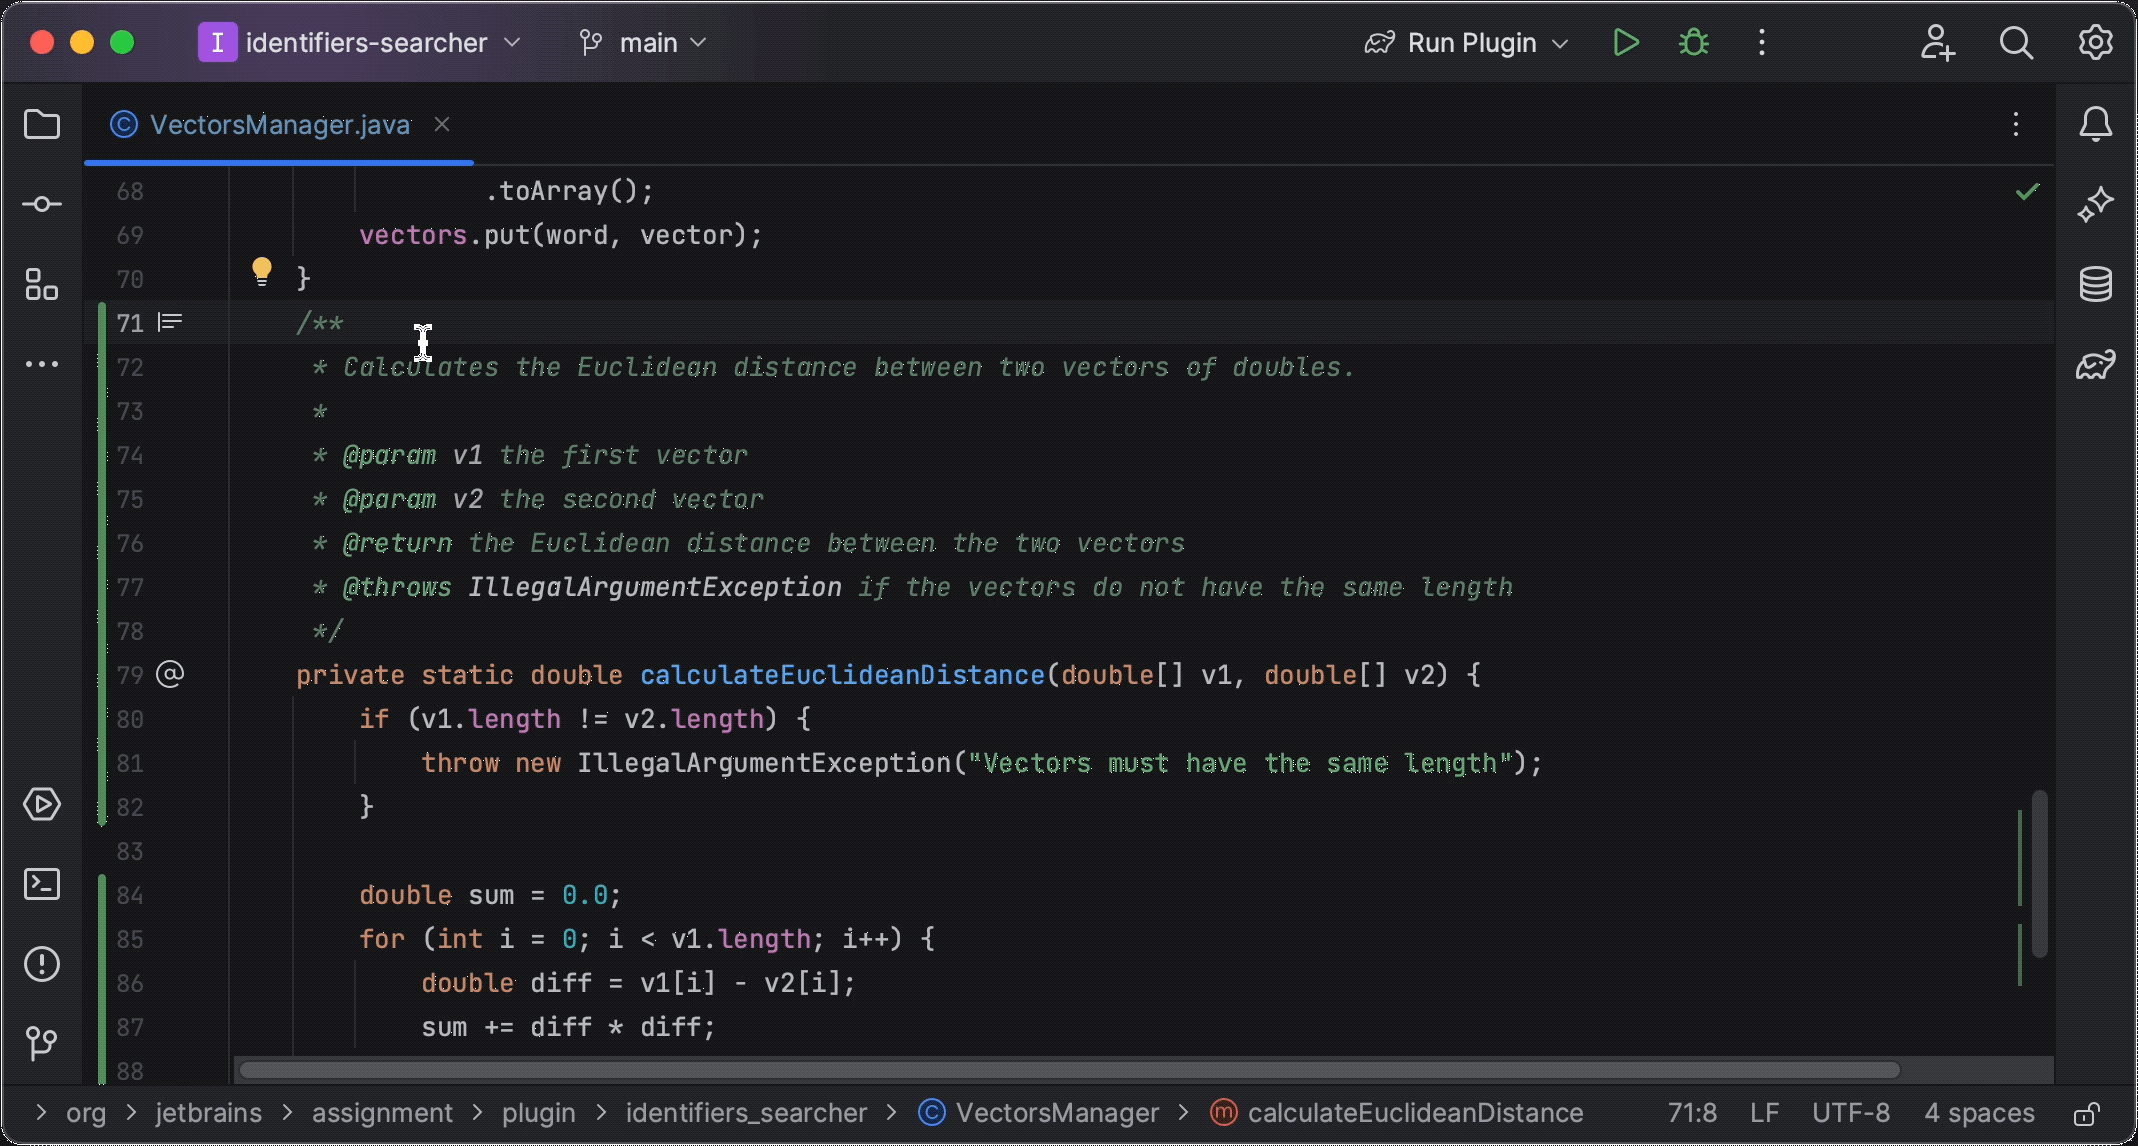 I identifiers-searcher main Run Plugin
C VectorsManager.java
68 .toArray();
69 vectors.put(word, vector);
70 }
71 /**
72 * Calculates the Euclidean distance between two vectors of doubles.
73 *
74 * @param v1 the first vector
75 * @param v2 the second vector
76 * @return the Euclidean distance between the two vectors
77 * @throws IllegalArgumentException if the vectors do not have the same length
78 */
79 @ private static double calculateEuclideanDistance(double[] v1, double[] v2) {
80 if (v1.length != v2.length) {
81 throw new IllegalArgumentException("Vectors must have the same length");
82 }
83
84 double sum = 0.0;
85 for (int i = 0; i < v1.length; i++) {
86 double diff = v1[i] - v2[i];
87 sum += diff * diff;
88
> org > jetbrains > assignment > plugin > identifiers_searcher > C VectorsManager > m calculateEuclideanDistance 71:8 LF UTF-8 4 spaces